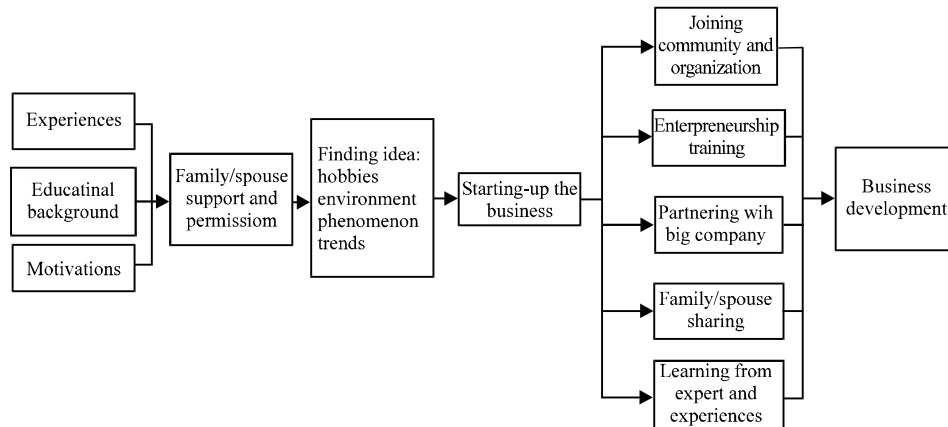 Experiences
Educatinal
background
Motivations
Family/spouse
support and
permissiom
Finding idea:
hobbies
environment
phenomenon
trends
Starting-up the
business
Joining
community and
organization
Enterpreneurship
training
Partnering wih
big company
Family/spouse
sharing
Learning from
expert and
experiences
Business
development